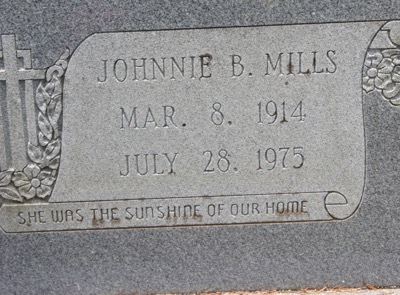 JOHNNIE B. MILLS
MAR. 8. 1914
JULY 28. 1975
SHE WAS THE SUNSHINE OF OUR HOME